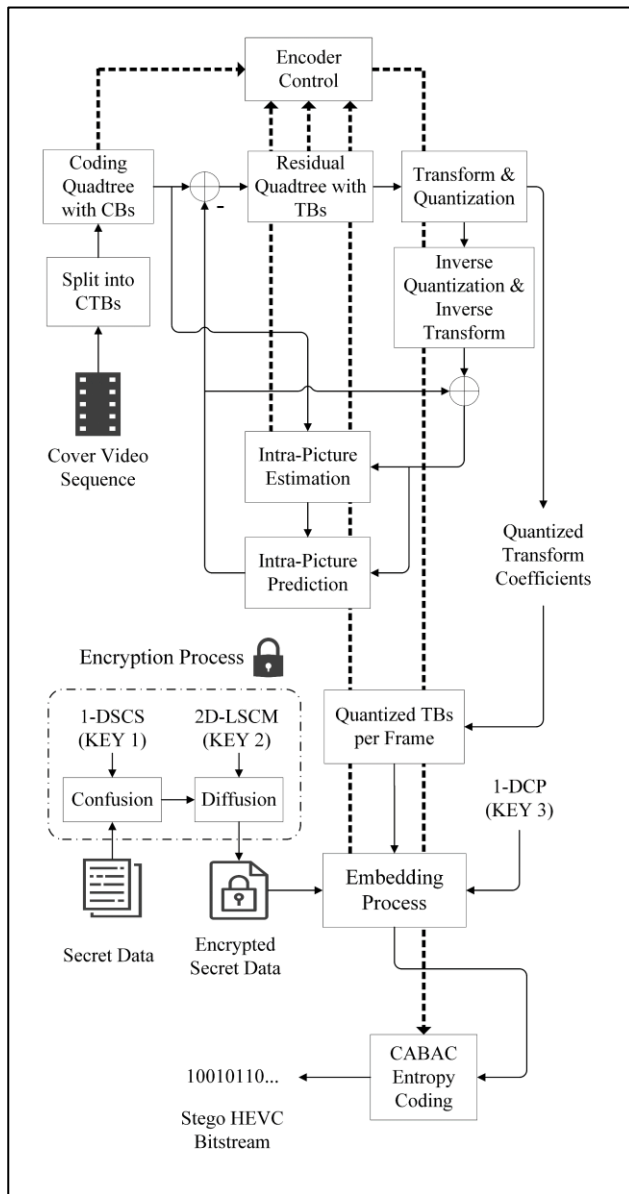 Encoder
Control
Coding
Quadtree
with CBs
-
Residual
Quadtree with
TBs
Transform &
Quantization
Split into
CTBs
Inverse
Quantization &
Inverse
Transform
Cover Video
Sequence
Intra-Picture
Estimation
Intra-Picture
Prediction
Quantized
Transform
Coefficients
Encryption Process
1-DSCS
(KEY 1)
2D-LSCM
(KEY 2)
Confusion
Diffusion
Quantized TBs
per Frame
1-DCP
(KEY 3)
Secret Data
Encrypted
Secret Data
Embedding
Process
CABAC
Entropy
Coding
10010110...
Stego HEVC
Bitstream